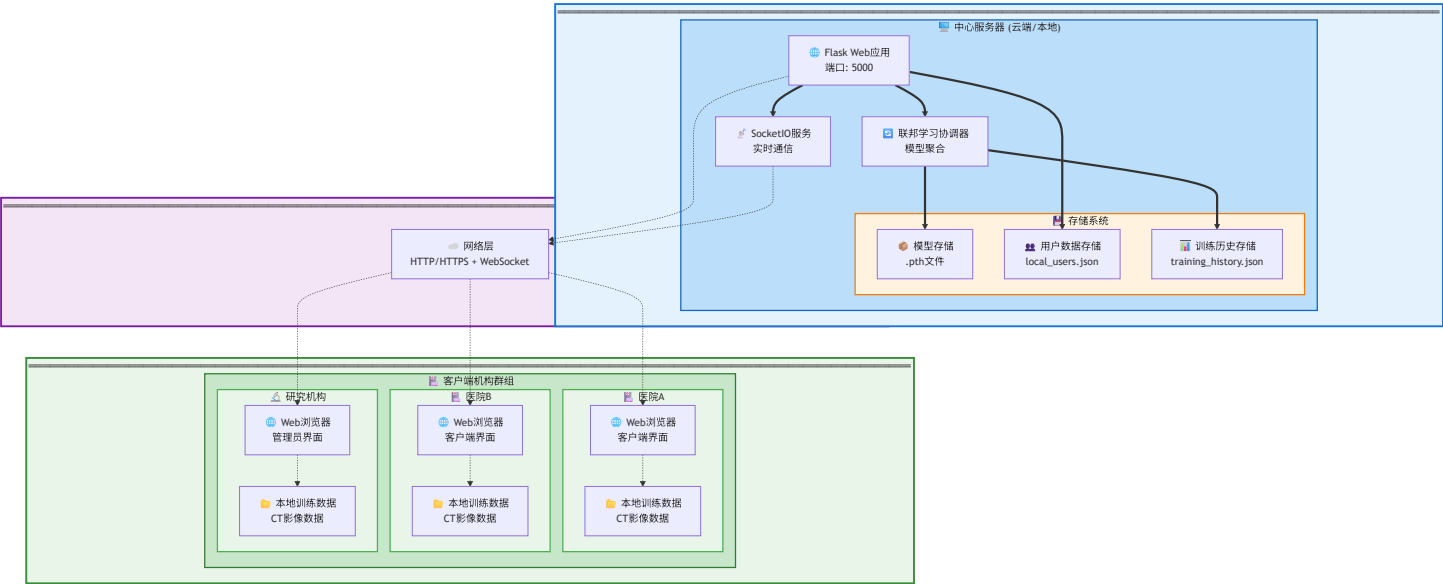 🖥️ 中心服务器 (云端/本地)
🌐 Flask Web应用
端口: 5000
SocketIO服务
实时通信
🔄 联邦学习协调器
模型聚合
💾 存储系统
📦 模型存储
.pth文件
👥 用户数据存储
local_users.json
📊 训练历史存储
training_history.json
☁️ 网络层
HTTP/HTTPS + WebSocket
🏥 客户端机构群组
🔬 研究机构
🌐 Web浏览器
管理员界面
📁 本地训练数据
CT影像数据
🏥 医院B
🌐 Web浏览器
客户端界面
📁 本地训练数据
CT影像数据
🏥 医院A
🌐 Web浏览器
客户端界面
📁 本地训练数据
CT影像数据